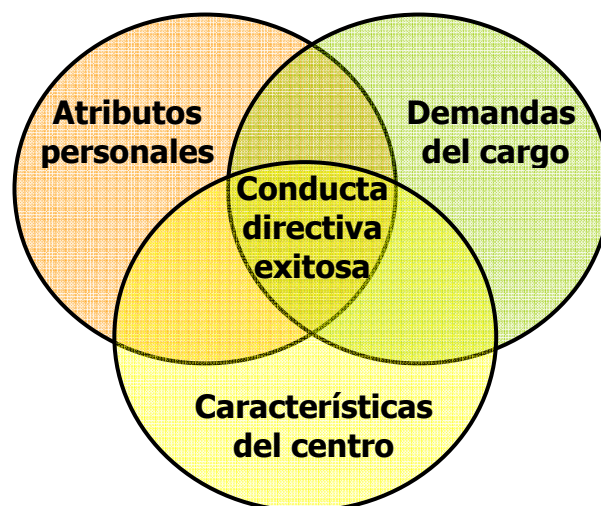 Atributos
personales
Demandas
del cargo
Conducta
directiva
exitosa
Características
del centro